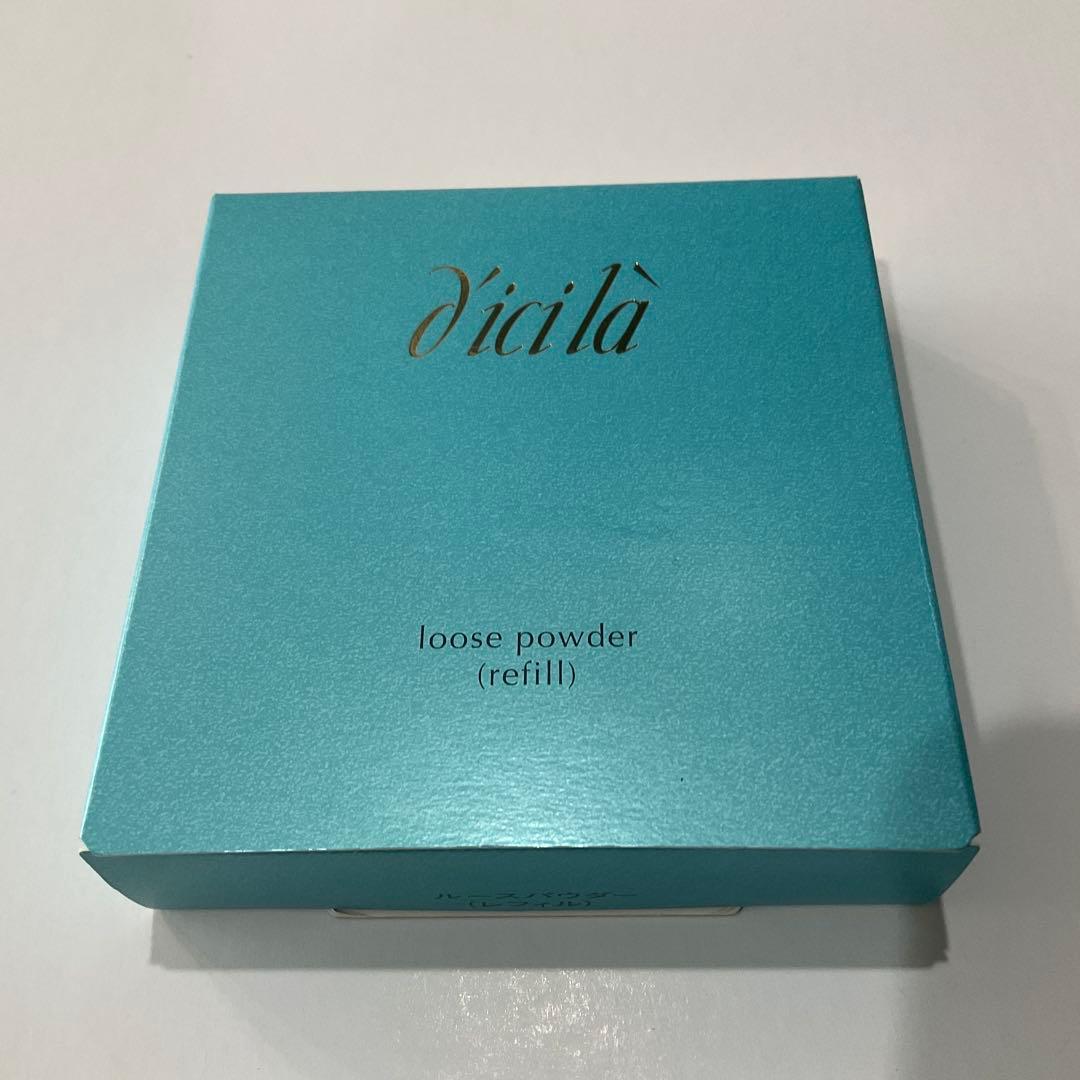 d'ici là
loose powder
(refill)
ルースパウダー
(レフィル)